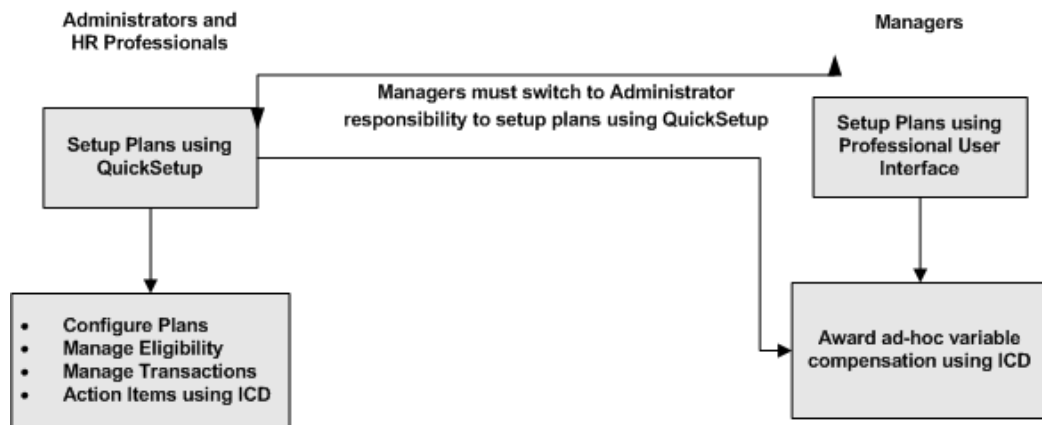 Administrators and
HR Professionals
Managers
Managers must switch to Administrator
responsibility to setup plans using QuickSetup
Setup Plans using
QuickSetup
Setup Plans using
Professional User
Interface
• Configure Plans
• Manage Eligibility
• Manage Transactions
• Action Items using ICD
Award ad-hoc variable
compensation using ICD